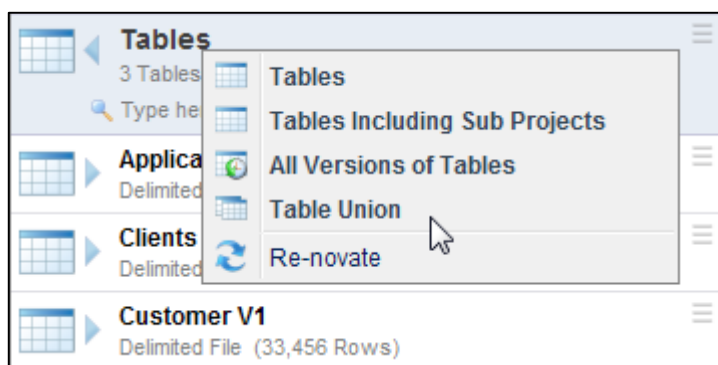 Tables
3 Tables
Type he
Tables
Tables Including Sub Projects
All Versions of Tables
Table Union
Re-novate
Applica
Delimited
Clients
Delimited
Customer V1
Delimited File (33,456 Rows)